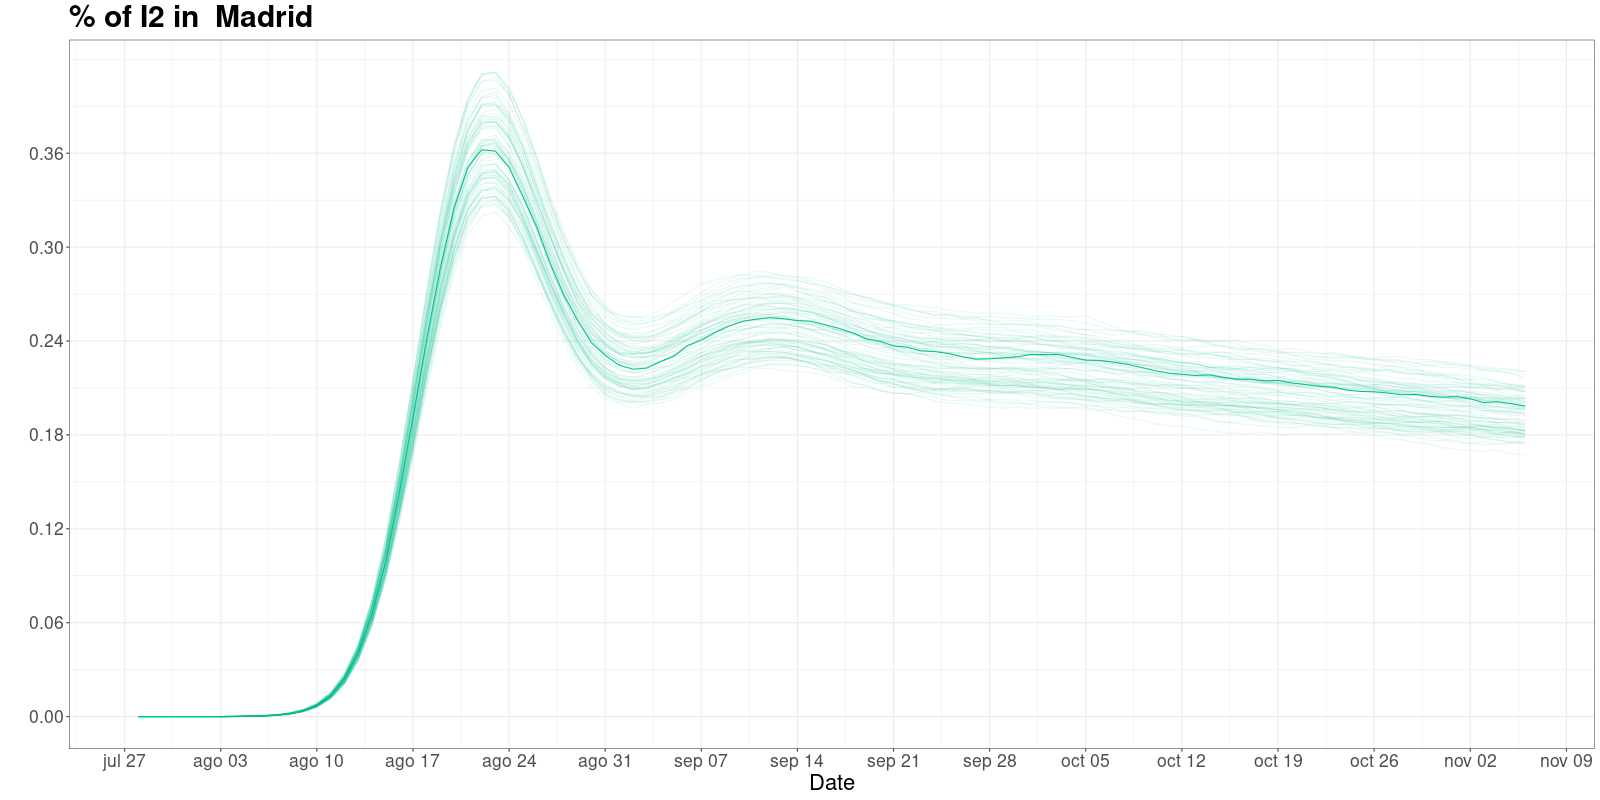 % of I2 in  Madrid
0.36
0.30
0.24
0.18
0.12
0.06
0.00
jul 27 ago 03 ago 10 ago 17 ago 24 ago 31 sep 07 sep 14 sep 21 sep 28 oct 05 oct 12 oct 19 oct 26 nov 02 nov 09
Date